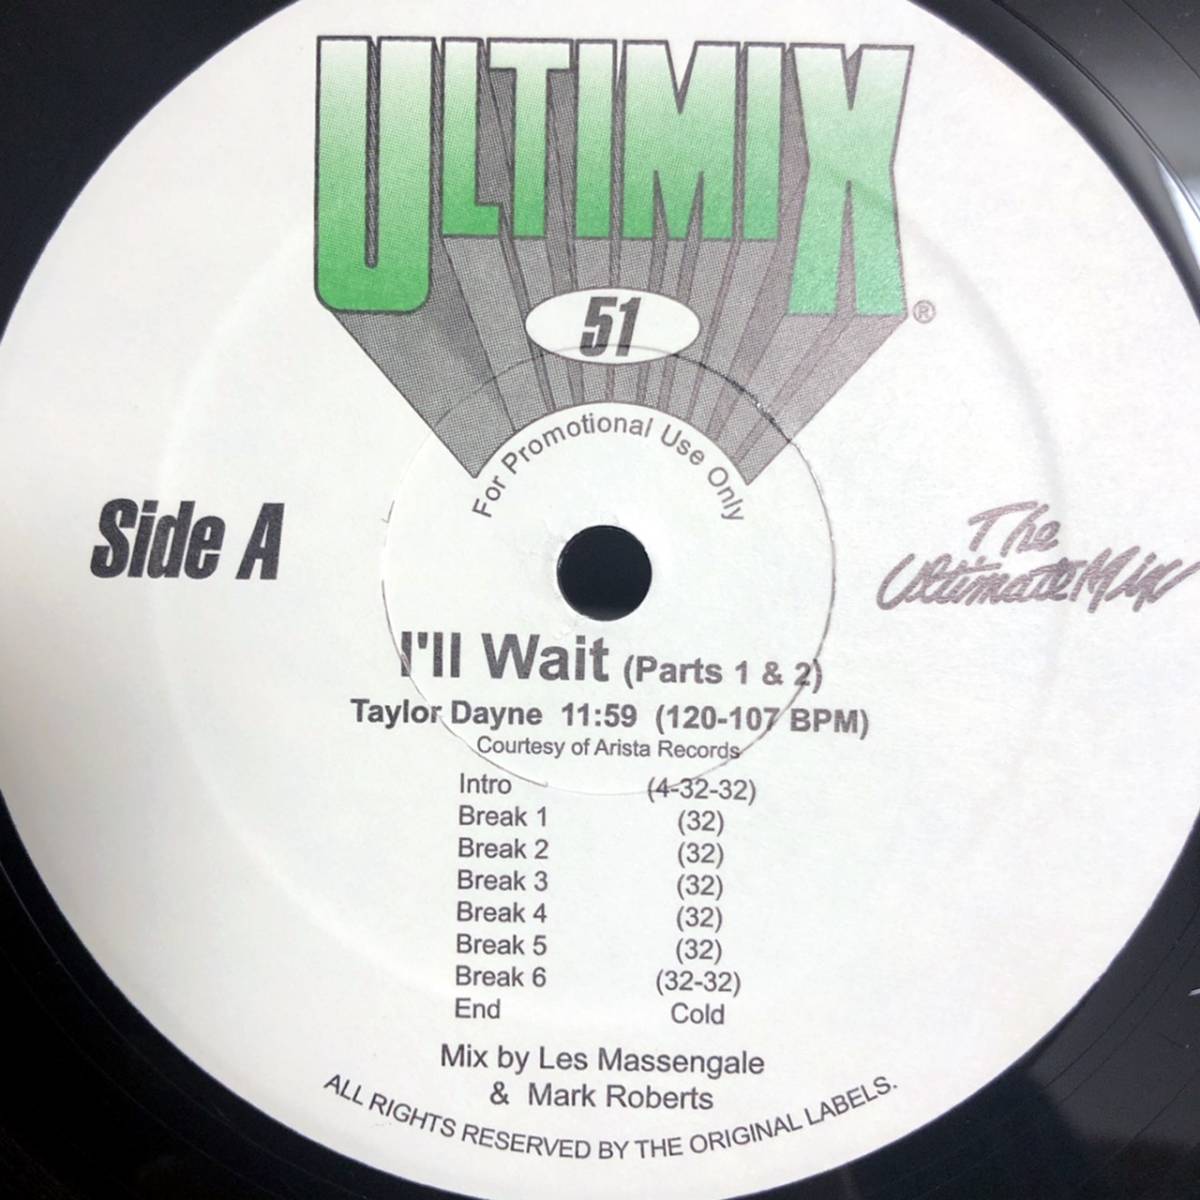 ULTIMIX®
51
For Promotional Use Only
Side A
The
Ultimate Mix
I'll Wait (Parts 1 & 2)
Taylor Dayne 11:59 (120-107 BPM)
Courtesy of Arista Records
Intro (4-32-32)
Break 1 (32)
Break 2 (32)
Break 3 (32)
Break 4 (32)
Break 5 (32)
Break 6 (32-32)
End Cold
Mix by Les Massengale
& Mark Roberts
ALL RIGHTS RESERVED BY THE ORIGINAL LABELS.